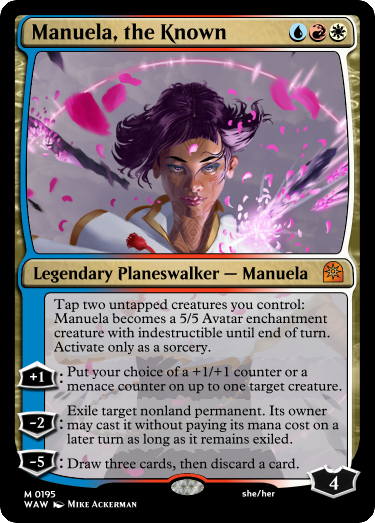 Manuela, the Known
Legendary Planeswalker — Manuela
Tap two untapped creatures you control:
Manuela becomes a 5/5 Avatar enchantment
creature with indestructible until end of turn.
Activate only as a sorcery.
+1: Put your choice of a +1/+1 counter or a
menace counter on up to one target creature.
-2: Exile target nonland permanent. Its owner
may cast it without paying its mana cost on a
later turn as long as it remains exiled.
-5: Draw three cards, then discard a card.
4
M 0195
she/her
WAW Mike Ackerman